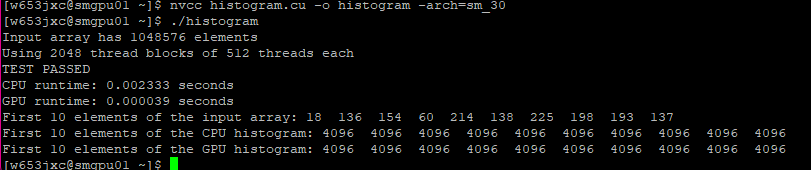 [w653jxc@smgpu01 ~]$ nvcc histogram.cu -o histogram -arch=sm_30
[w653jxc@smgpu01 ~]$ ./histogram
Input array has 1048576 elements
Using 2048 thread blocks of 512 threads each
TEST PASSED
CPU runtime: 0.002333 seconds
GPU runtime: 0.000039 seconds
First 10 elements of the input array: 18  136  154  60  214  138  225  198  193  137
First 10 elements of the CPU histogram: 4096  4096  4096  4096  4096  4096  4096  4096  4096  4096
First 10 elements of the GPU histogram: 4096  4096  4096  4096  4096  4096  4096  4096  4096  4096
[w653jxc@smgpu01 ~]$